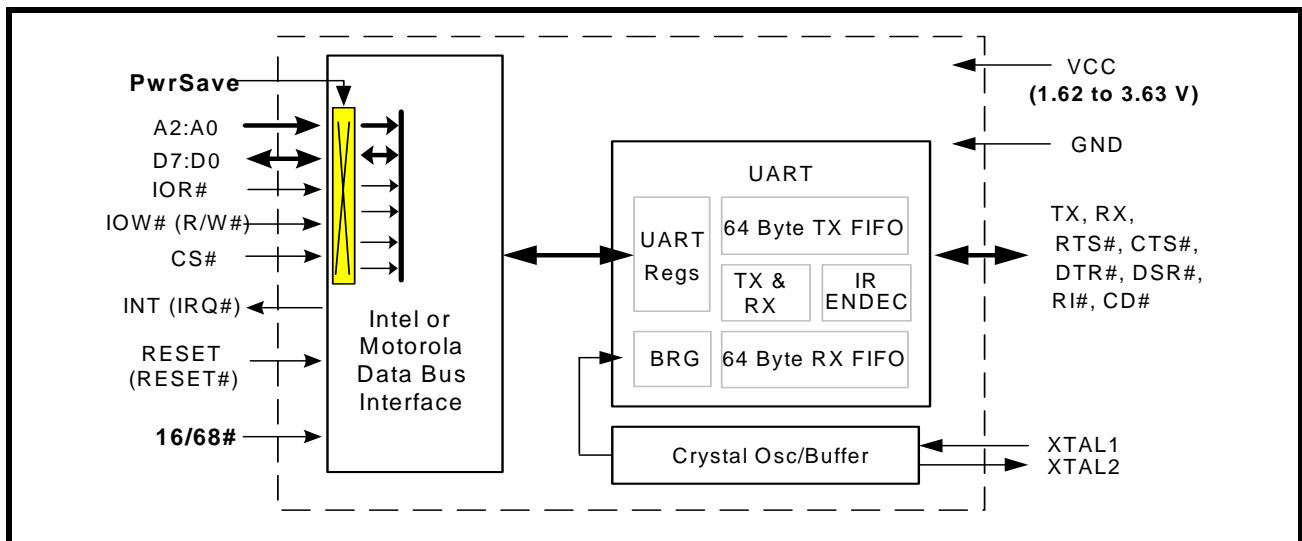 PwrSave
A2:A0
D7:D0
IOR#
IOW# (R/W#)
CS#
INT (IRQ#)
RESET
(RESET#)
16/68#
Intel or
Motorola
Data Bus
Interface
UART
UART
Regs
64 Byte TX FIFO
TX &
RX
IR
ENDEC
BRG
64 Byte RX FIFO
Crystal Osc/Buffer
VCC
(1.62 to 3.63 V)
GND
TX, RX,
RTS#, CTS#,
DTR#, DSR#,
RI#, CD#
XTAL1
XTAL2